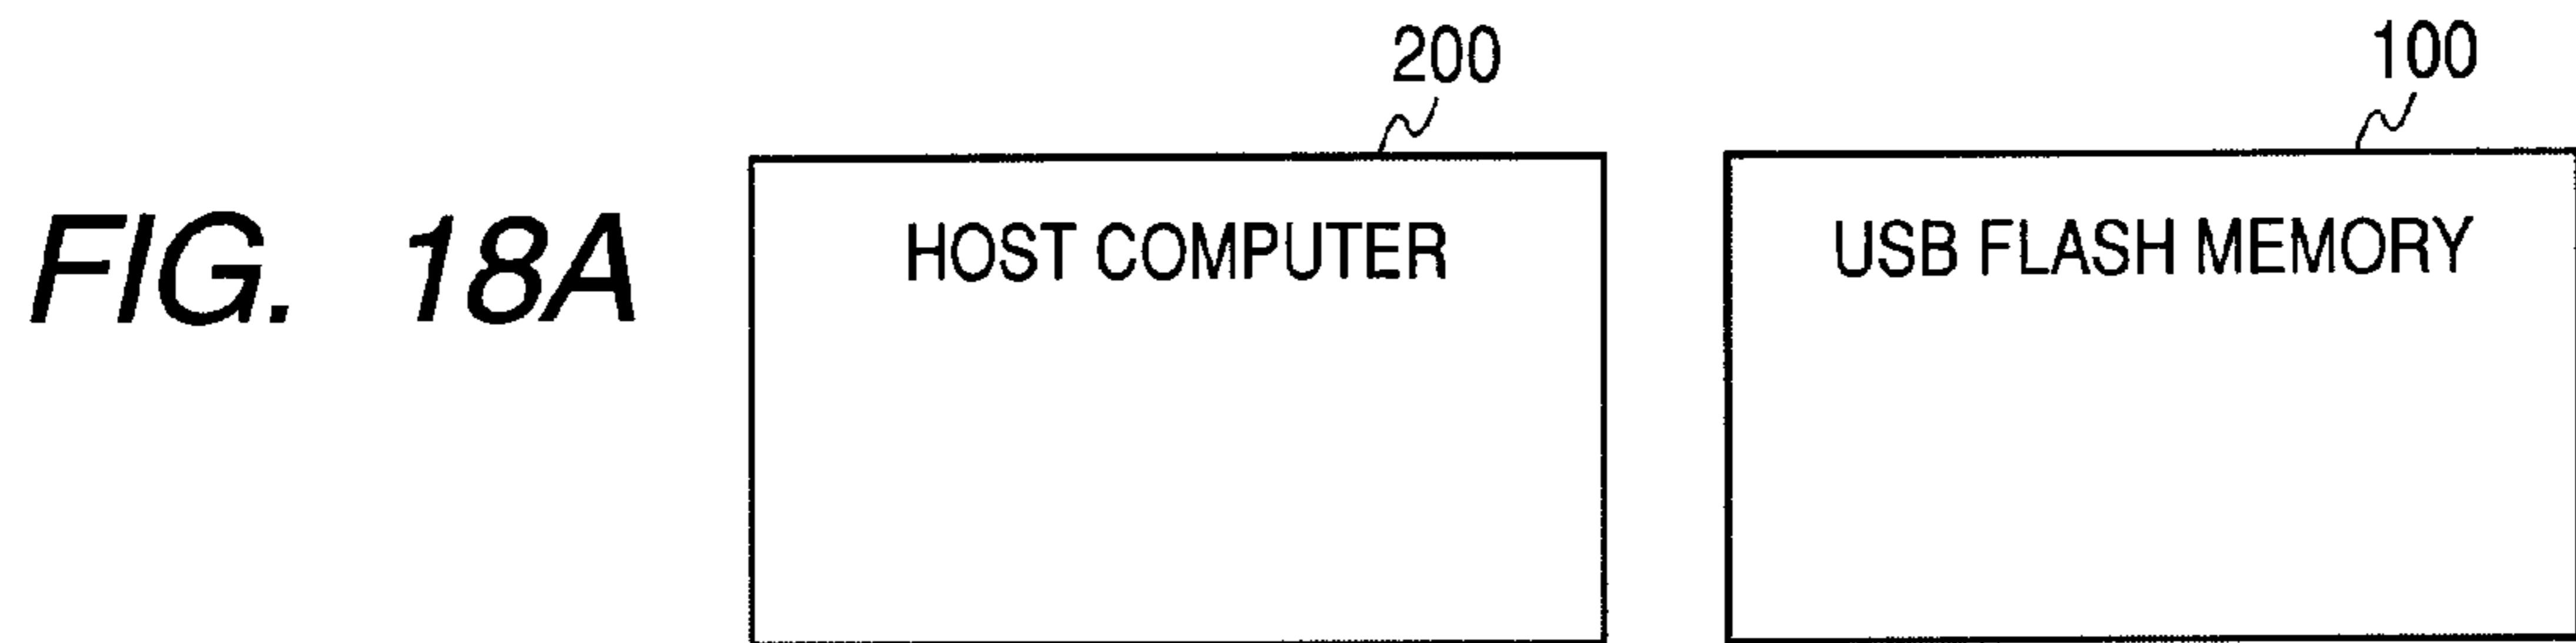 200
100
FIG. 18A
HOST COMPUTER
USB FLASH MEMORY